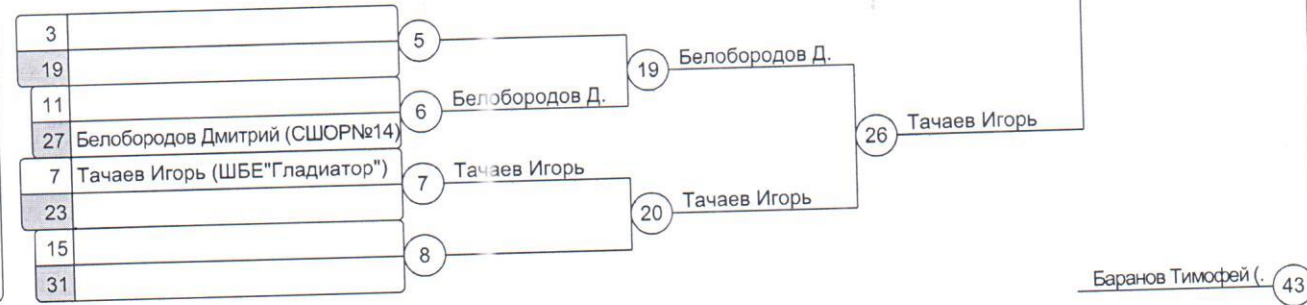 3
19
5
11
27 Белобородов Дмитрий (СШОР№14)
6 Белобородов Д.
19 Белобородов Д.
7 Тачаев Игорь (ШБЕ"Гладиатор")
23
7 Тачаев Игорь
15
31
8
20 Тачаев Игорь
26 Тачаев Игорь
Баранов Тимофей (. 43